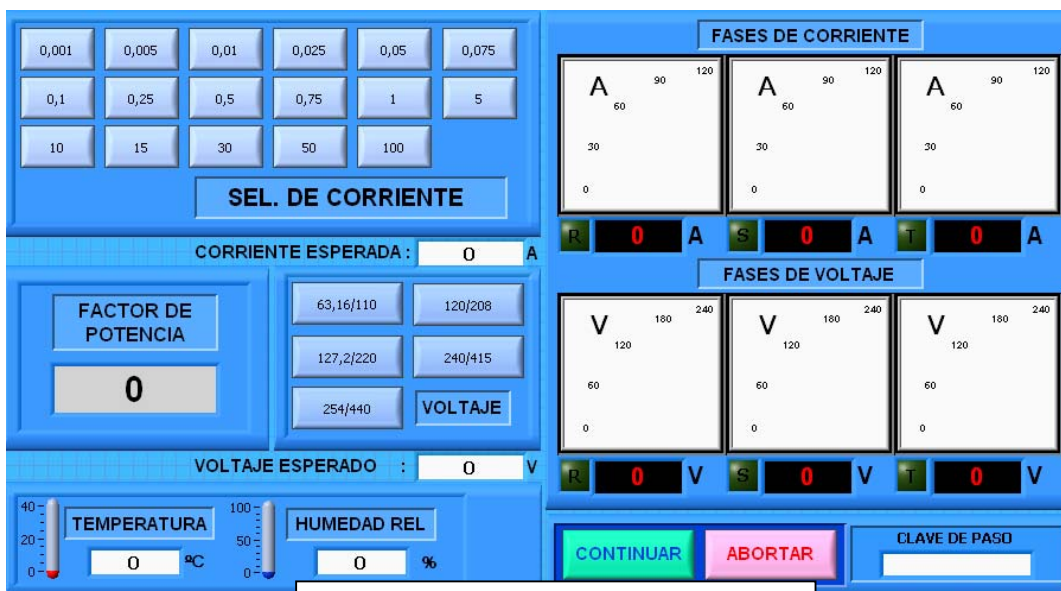 0,001 0,005 0,01 0,025 0,05 0,075
0,1 0,25 0,5 0,75 1 5
10 15 30 50 100
SEL. DE CORRIENTE
CORRIENTE ESPERADA : 0 A
FACTOR DE
POTENCIA
0
63,16/110 120/208
127,2/220 240/415
254/440 VOLTAJE
VOLTAJE ESPERADO : 0 V
40
20
0
TEMPERATURA
0 ºC
100
50
0
HUMEDAD REL
0 %
FASES DE CORRIENTE
A 0 30 60 90 120
A 0 30 60 90 120
A 0 30 60 90 120
R 0 A S 0 A T 0 A
FASES DE VOLTAJE
V 0 60 120 180 240
V 0 60 120 180 240
V 0 60 120 180 240
R 0 V S 0 V T 0 V
CONTINUAR ABORTAR
CLAVE DE PASO